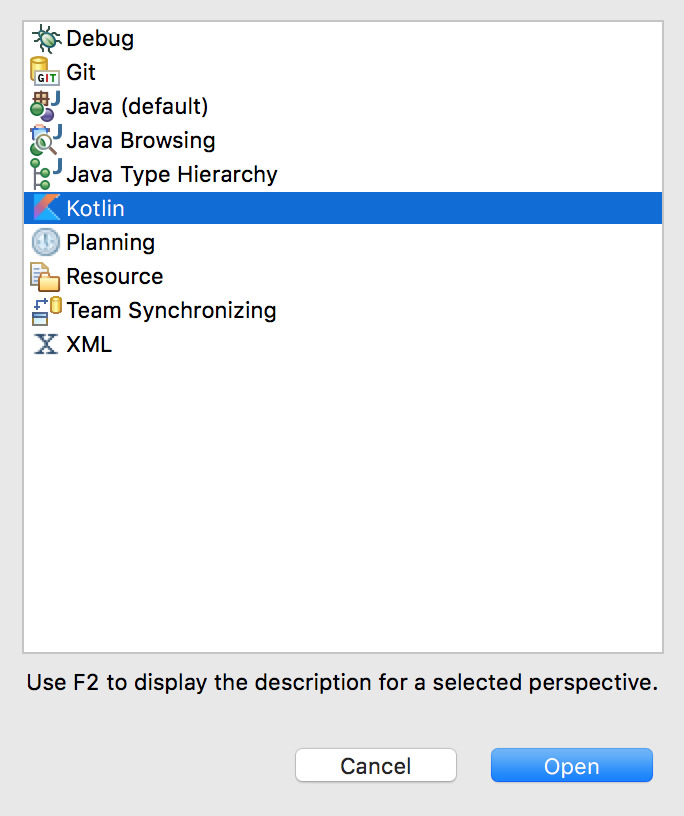 Debug
GIT Git
Java (default)
Java Browsing
Java Type Hierarchy
Kotlin
Planning
Resource
Team Synchronizing
XML
Use F2 to display the description for a selected perspective.
Cancel Open